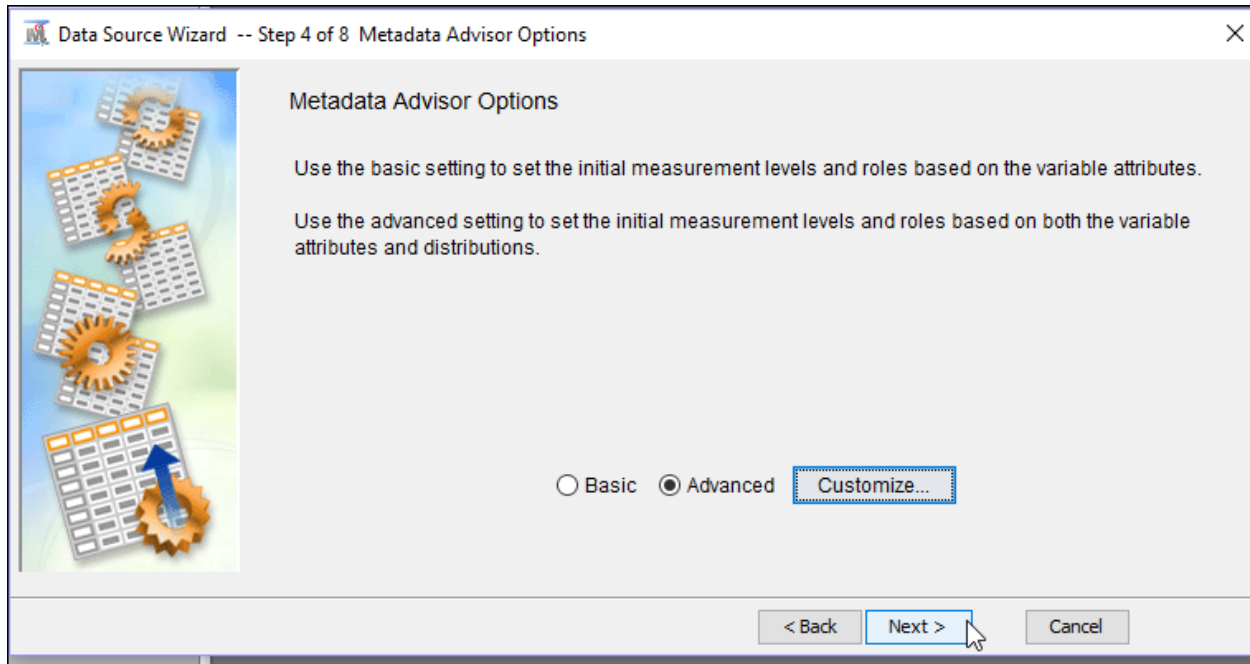 Data Source Wizard -- Step 4 of 8 Metadata Advisor Options
Metadata Advisor Options
Use the basic setting to set the initial measurement levels and roles based on the variable attributes.
Use the advanced setting to set the initial measurement levels and roles based on both the variable
attributes and distributions.
Basic Advanced Customize...
< Back Next > Cancel